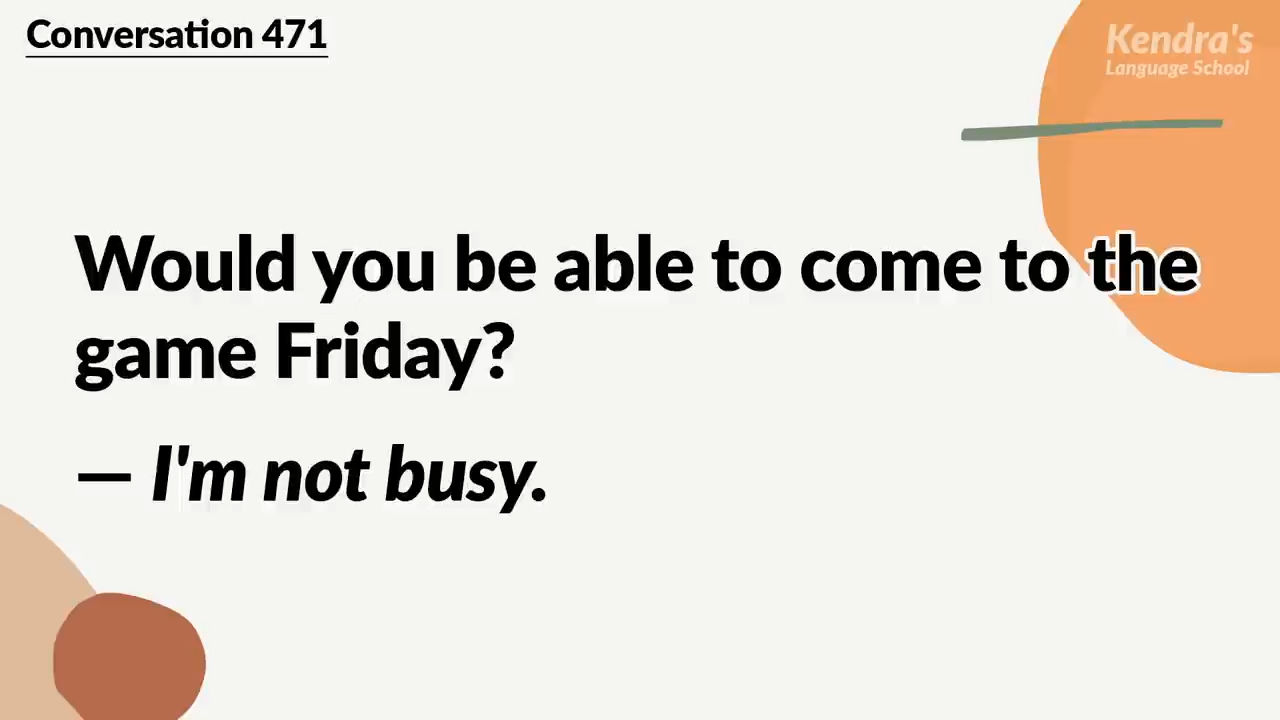 Conversation 471
Kendra's
Language School
Would you be able to come to the
game Friday?
— I'm not busy.